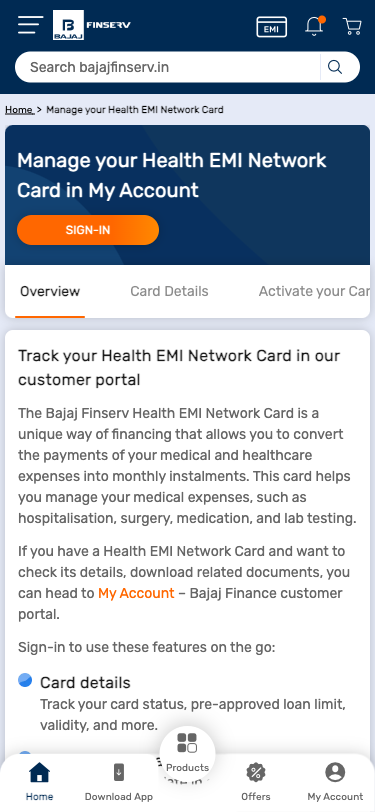 BAJAJ FINSERV
EMI
Search bajajfinserv.in
Home > Manage your Health EMI Network Card
Manage your Health EMI Network
Card in My Account
SIGN-IN
Overview Card Details Activate your Car
Track your Health EMI Network Card in our
customer portal
The Bajaj Finserv Health EMI Network Card is a
unique way of financing that allows you to convert
the payments of your medical and healthcare
expenses into monthly instalments. This card helps
you manage your medical expenses, such as
hospitalisation, surgery, medication, and lab testing.
If you have a Health EMI Network Card and want to
check its details, download related documents, you
can head to My Account – Bajaj Finance customer
portal.
Sign-in to use these features on the go:
Card details
Track your card status, pre-approved loan limit,
validity, and more.
Products
Home Download App Offers My Account